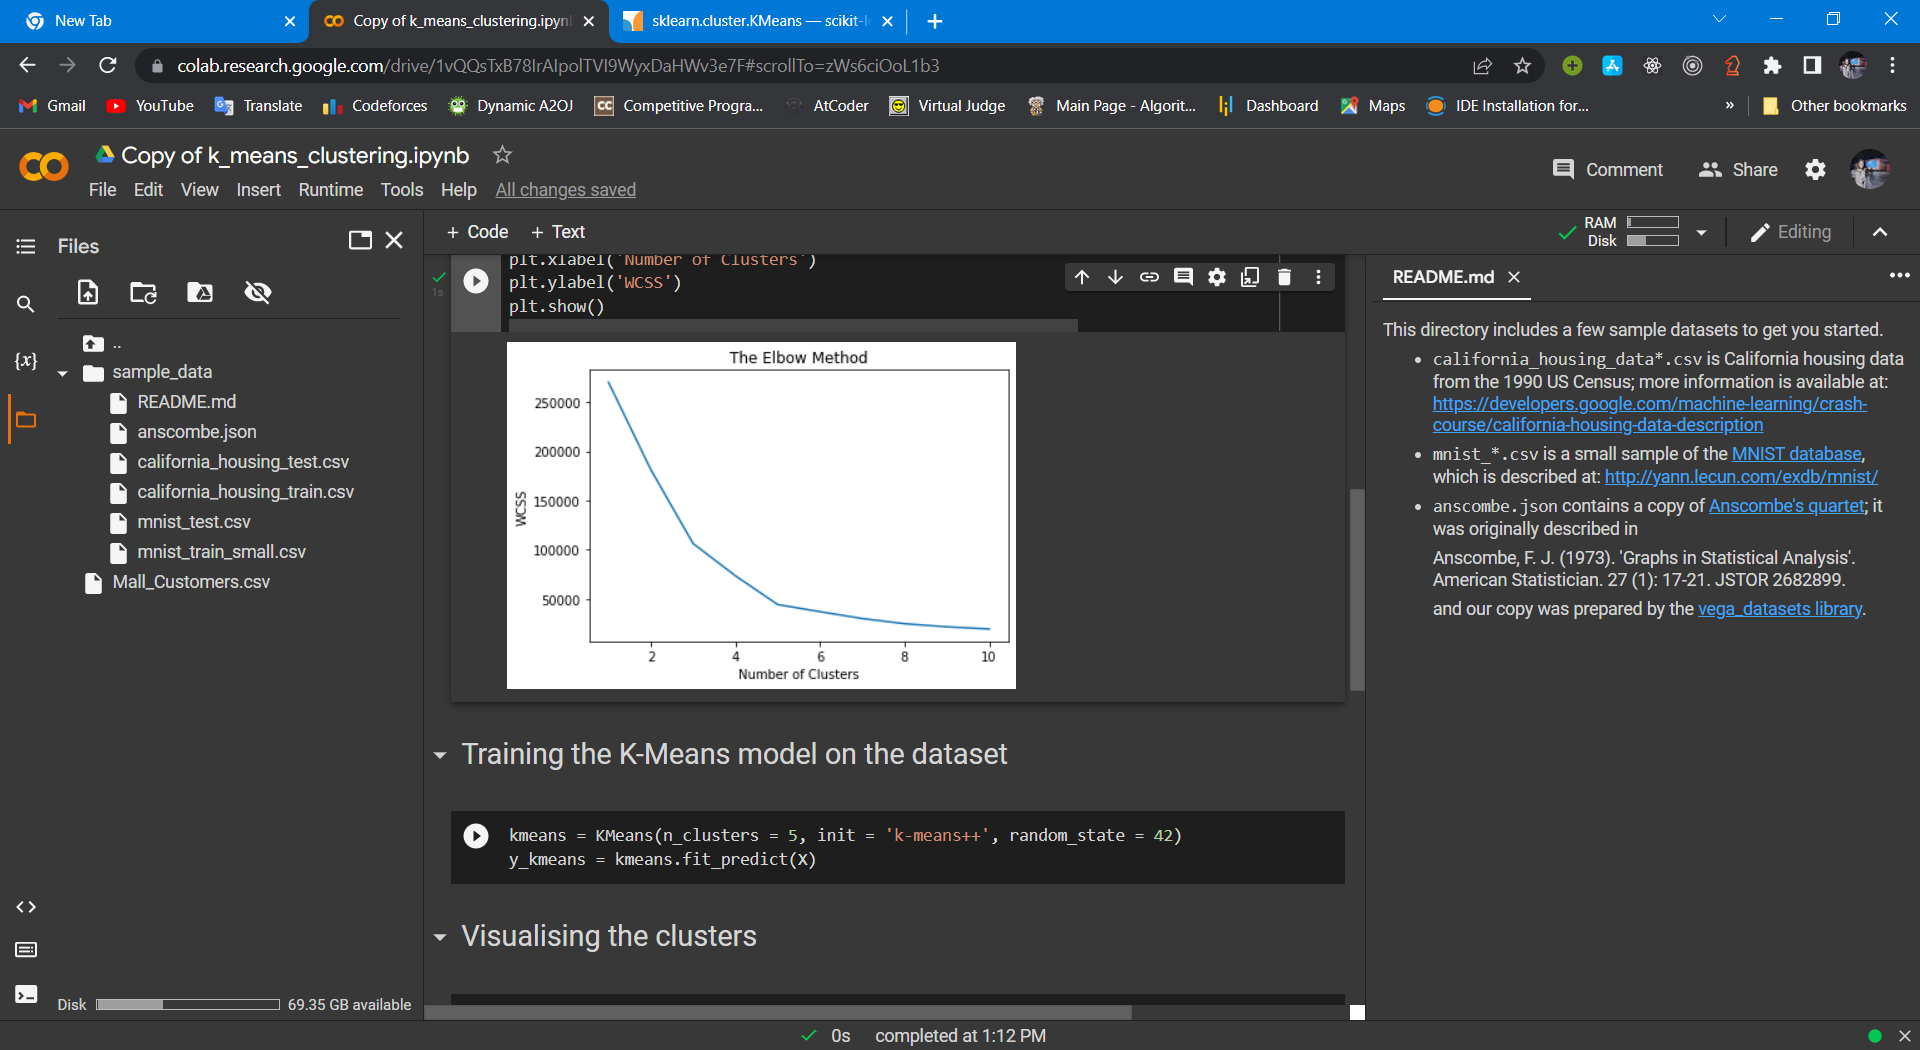 New Tab
Copy of k_means_clustering.ipyn
sklearn.cluster.KMeans — scikit-l
colab.research.google.com/drive/1vQQsTxB78IrAIpolTVI9WyxDaHWv3e7F#scrollTo=zWs6ciOoL1b3
Gmail
YouTube
Translate
Codeforces
Dynamic A2OJ
Competitive Progra...
AtCoder
Virtual Judge
Main Page - Algorit...
Dashboard
Maps
IDE Installation for...
»
Other bookmarks
Copy of k_means_clustering.ipynb
Comment
Share
File Edit View Insert Runtime Tools Help All changes saved
Files
+ Code + Text
RAM
Disk
Editing
..
sample_data
README.md
anscombe.json
california_housing_test.csv
california_housing_train.csv
mnist_test.csv
mnist_train_small.csv
Mall_Customers.csv
{x}
Disk 69.35 GB available
1s
plt.xlabel('Number of Clusters')
plt.ylabel('WCSS')
plt.show()
The Elbow Method
250000
200000
150000
100000
50000
WCSS
2 4 6 8 10
Number of Clusters
Training the K-Means model on the dataset
kmeans = KMeans(n_clusters = 5, init = 'k-means++', random_state = 42)
y_kmeans = kmeans.fit_predict(X)
Visualising the clusters
README.md
This directory includes a few sample datasets to get you started.
• california_housing_data*.csv is California housing data
from the 1990 US Census; more information is available at:
https://developers.google.com/machine-learning/crash-
course/california-housing-data-description
• mnist_*.csv is a small sample of the MNIST database,
which is described at: http://yann.lecun.com/exdb/mnist/
• anscombe.json contains a copy of Anscombe's quartet; it
was originally described in
Anscombe, F. J. (1973). 'Graphs in Statistical Analysis'.
American Statistician. 27 (1): 17-21. JSTOR 2682899.
and our copy was prepared by the vega_datasets library.
0s completed at 1:12 PM